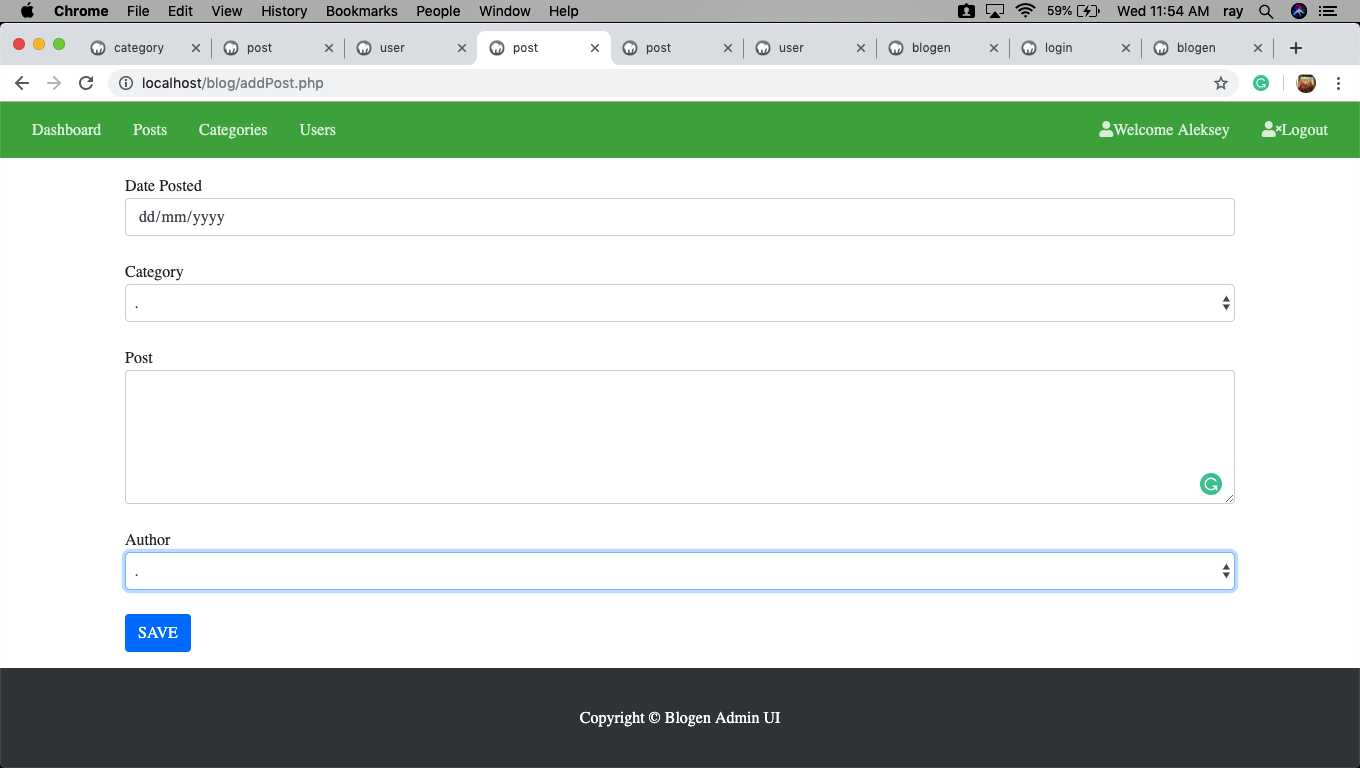 Chrome File Edit View History Bookmarks People Window Help 59% Wed 11:54 AM ray
category post user post post user blogen login blogen
localhost/blog/addPost.php
Dashboard Posts Categories Users Welcome Aleksey Logout
Date Posted
dd/mm/yyyy
Category
.
Post
Author
.
SAVE
Copyright © Blogen Admin UI